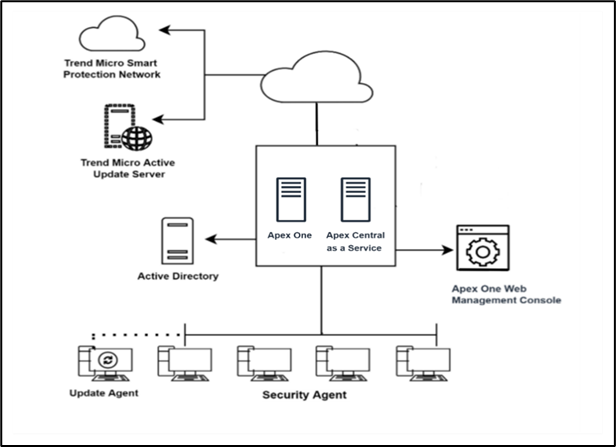 Trend Micro Smart
Protection Network
Trend Micro Active
Update Server
Apex One
Apex Central
as a Service
Active Directory
Apex One Web
Management Console
Update Agent
Security Agent